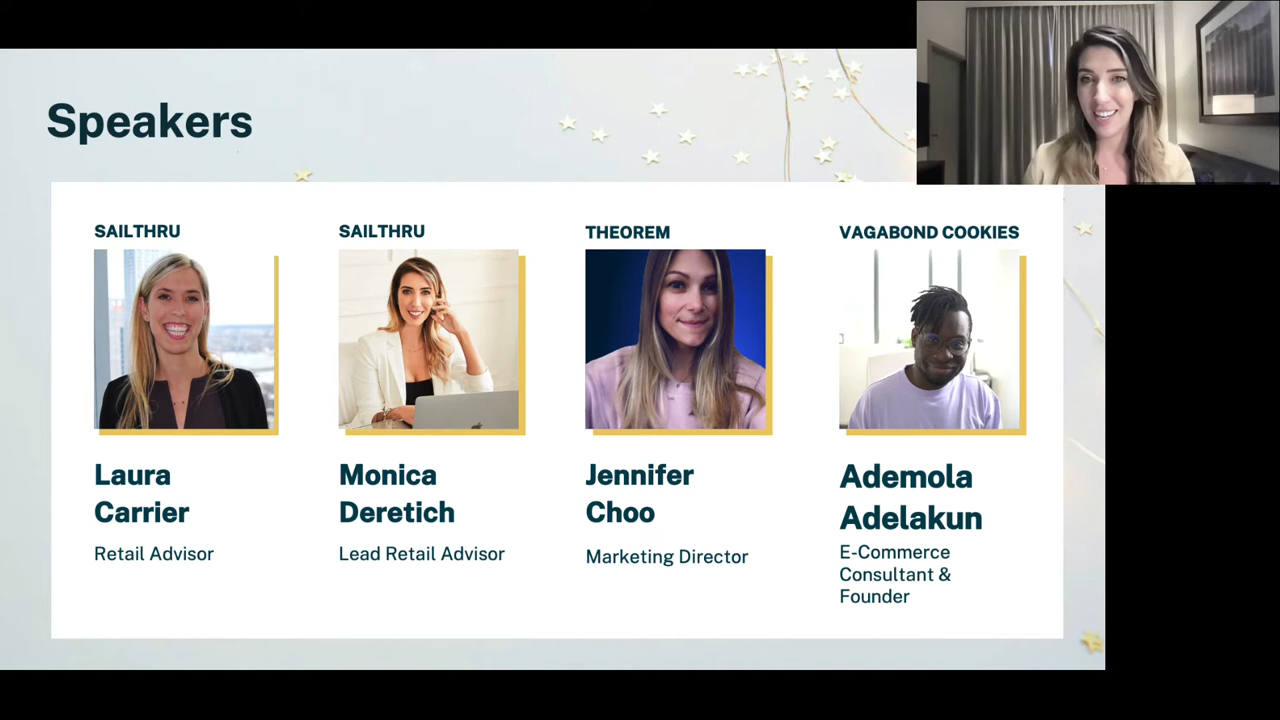 Speakers
SAILTHRU
Laura
Carrier
Retail Advisor
SAILTHRU
Monica
Deretich
Lead Retail Advisor
THEOREM
Jennifer
Choo
Marketing Director
VAGABOND COOKIES
Ademola
Adelakun
E-Commerce
Consultant &
Founder